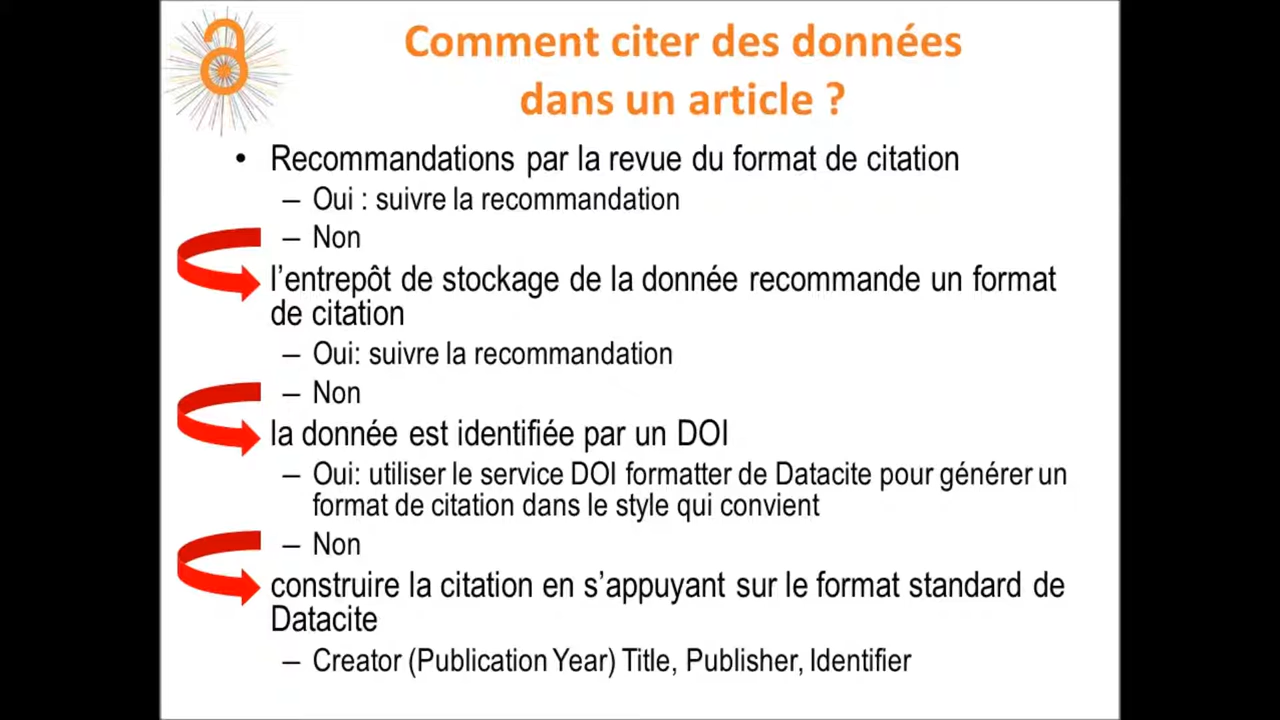 Comment citer des données
dans un article ?
• Recommandations par la revue du format de citation
– Oui : suivre la recommandation
– Non
l'entrepôt de stockage de la donnée recommande un format
de citation
– Oui: suivre la recommandation
– Non
la donnée est identifiée par un DOI
– Oui: utiliser le service DOI formatter de Datacite pour générer un
format de citation dans le style qui convient
– Non
construire la citation en s'appuyant sur le format standard de
Datacite
– Creator (Publication Year) Title, Publisher, Identifier